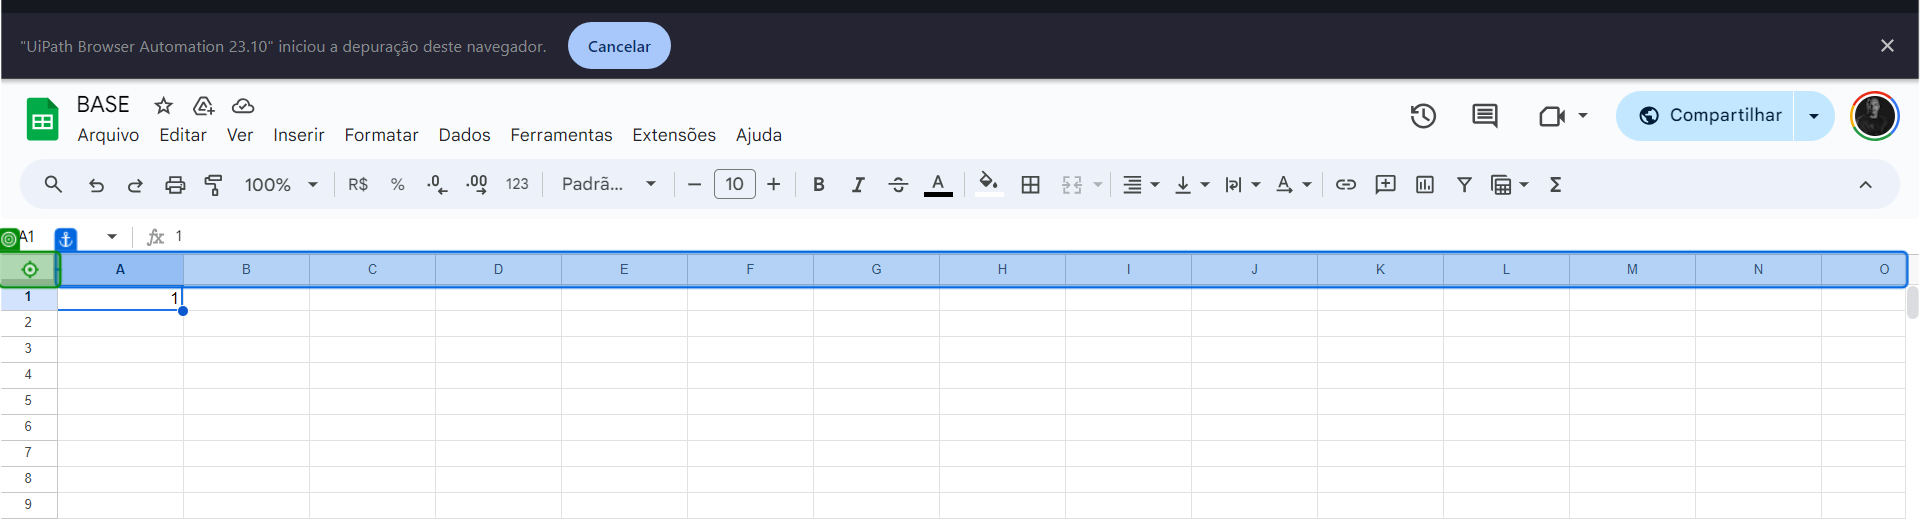 "UiPath Browser Automation 23.10" iniciou a depuração deste navegador. Cancelar
BASE
Arquivo Editar Ver Inserir Formatar Dados Ferramentas Extensões Ajuda
Compartilhar
100% R$ % .0 .00 123 Padrã... 10 B I A A Σ
A1 fx 1
A B C D E F G H I J K L M N O
1 1
2
3
4
5
6
7
8
9